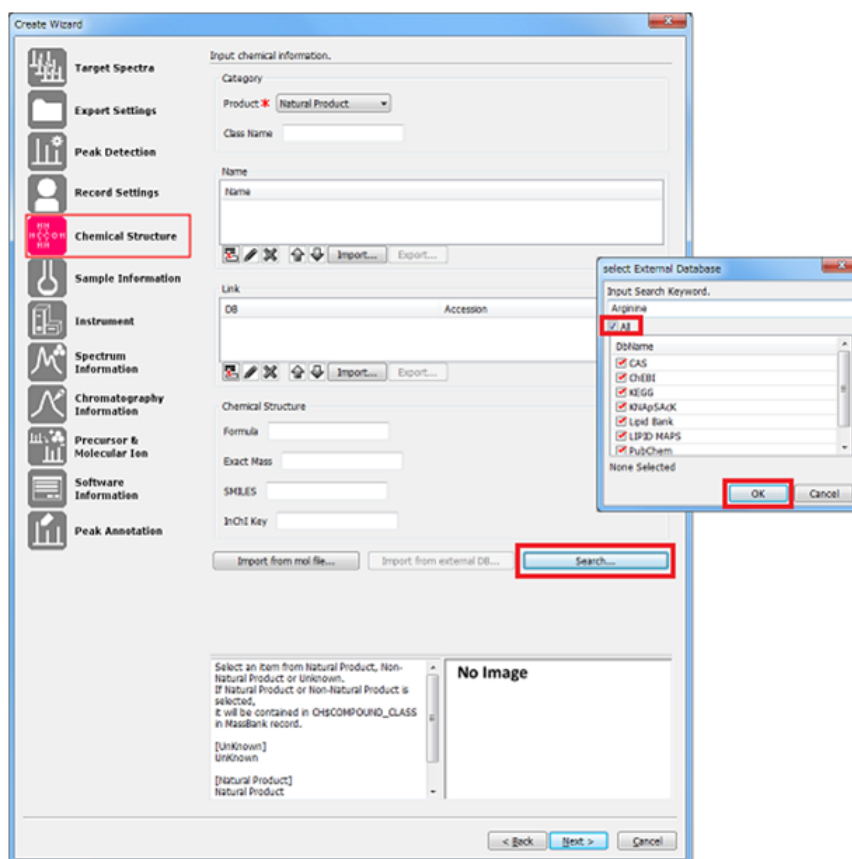 Create Wizard
Target Spectra
Export Settings
Peak Detection
Record Settings
Chemical Structure
Sample Information
Instrument
Spectrum
Information
Chromatography
Information
Precursor &
Molecular Ion
Software
Information
Peak Annotation
Input chemical information.
Category
Product* Natural Product
Class Name
Name
Name
Import... Export...
Link
DB Accession
Import... Export...
Chemical Structure
Formula
Exact Mass
SMILES
InChI Key
Import from mol file... Import from external DB... Search...
Select an item from Natural Product, Non-
Natural Product or Unknown.
If Natural Product or Non-Natural Product is
selected,
it will be contained in CH$COMPOUND_CLASS
in MassBank record.
[UnKnown]
UnKnown
[Natural Product]
Natural Product
No Image
< Back Next > Cancel
select External Database
Input Search Keyword.
Arginine
All
DbName
CAS
ChEBI
KEGG
KNApSAcK
Lipid Bank
LIPID MAPS
PubChem
None Selected
OK Cancel